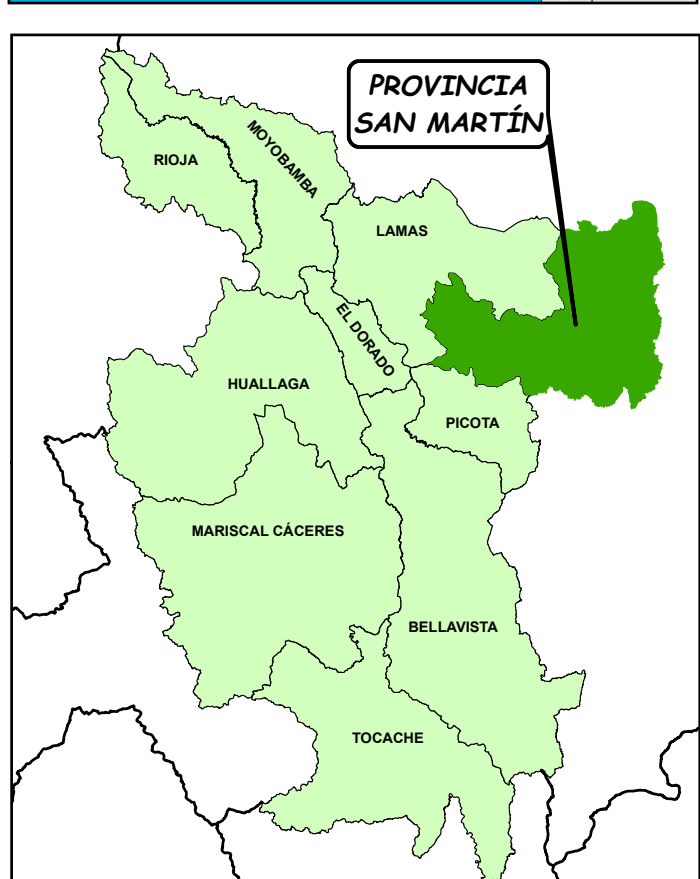 PROVINCIA
SAN MARTÍN
MOYOBAMBA
RIOJA
LAMAS
EL DORADO
HUALLAGA
PICOTA
MARISCAL CÁCERES
BELLAVISTA
TOCACHE